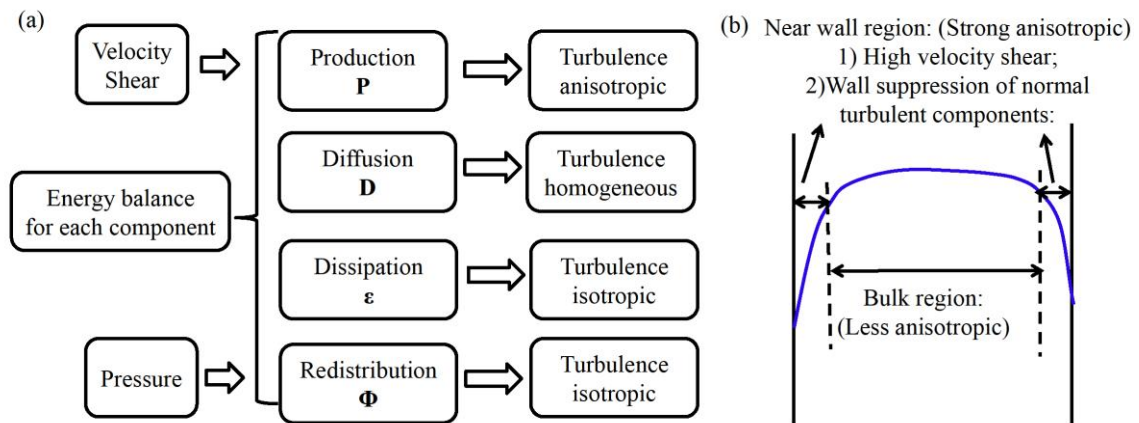 (a)
Velocity
Shear
Production
P
Turbulence
anisotropic
Diffusion
D
Turbulence
homogeneous
Energy balance
for each component
Dissipation
ε
Turbulence
isotropic
Pressure
Redistribution
Φ
Turbulence
isotropic
(b) Near wall region: (Strong anisotropic)
1) High velocity shear;
2)Wall suppression of normal
turbulent components:
Bulk region:
(Less anisotropic)